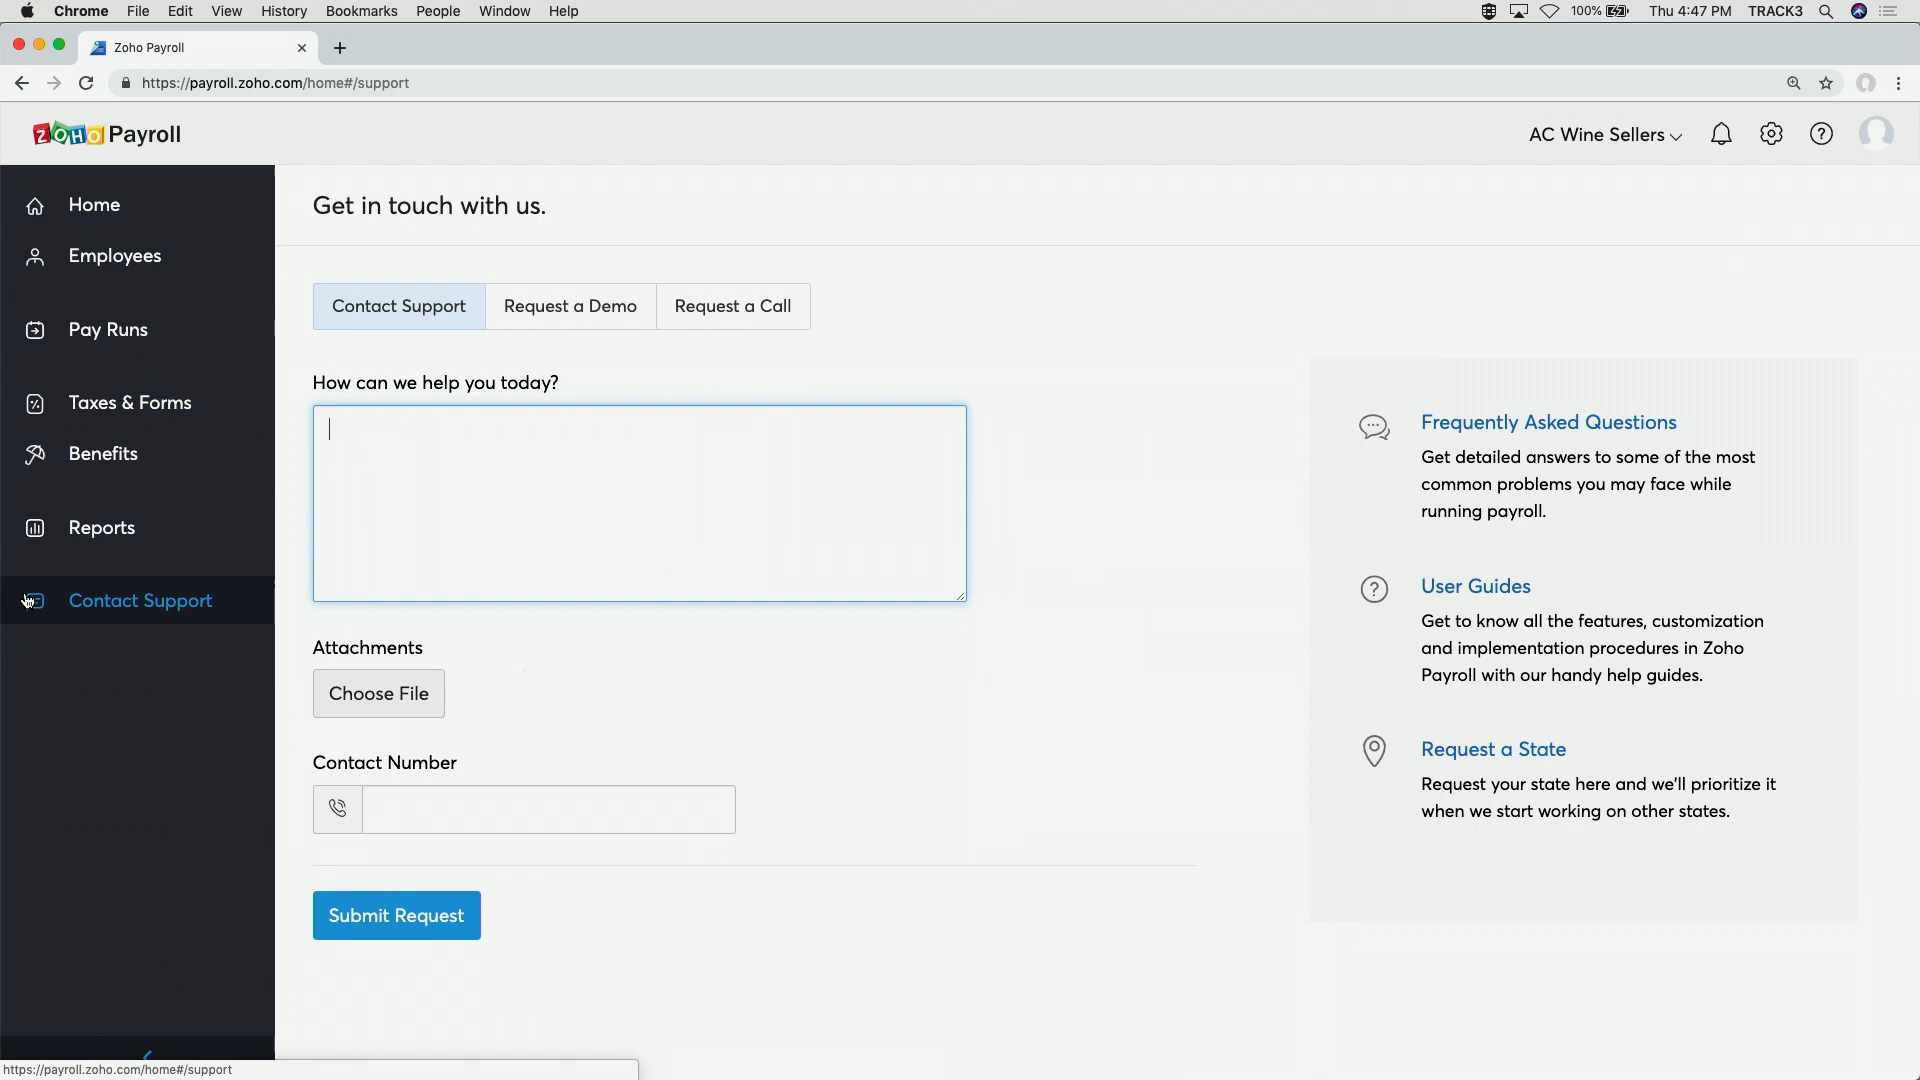 Chrome File Edit View History Bookmarks People Window Help 100% Thu 4:47 PM TRACK3
Zoho Payroll
https://payroll.zoho.com/home#/support
ZOHO Payroll
AC Wine Sellers
Home
Employees
Pay Runs
Taxes & Forms
Benefits
Reports
Contact Support
Get in touch with us.
Contact Support Request a Demo Request a Call
How can we help you today?
Attachments
Choose File
Contact Number
Submit Request
Frequently Asked Questions
Get detailed answers to some of the most
common problems you may face while
running payroll.
User Guides
Get to know all the features, customization
and implementation procedures in Zoho
Payroll with our handy help guides.
Request a State
Request your state here and we'll prioritize it
when we start working on other states.
https://payroll.zoho.com/home#/support